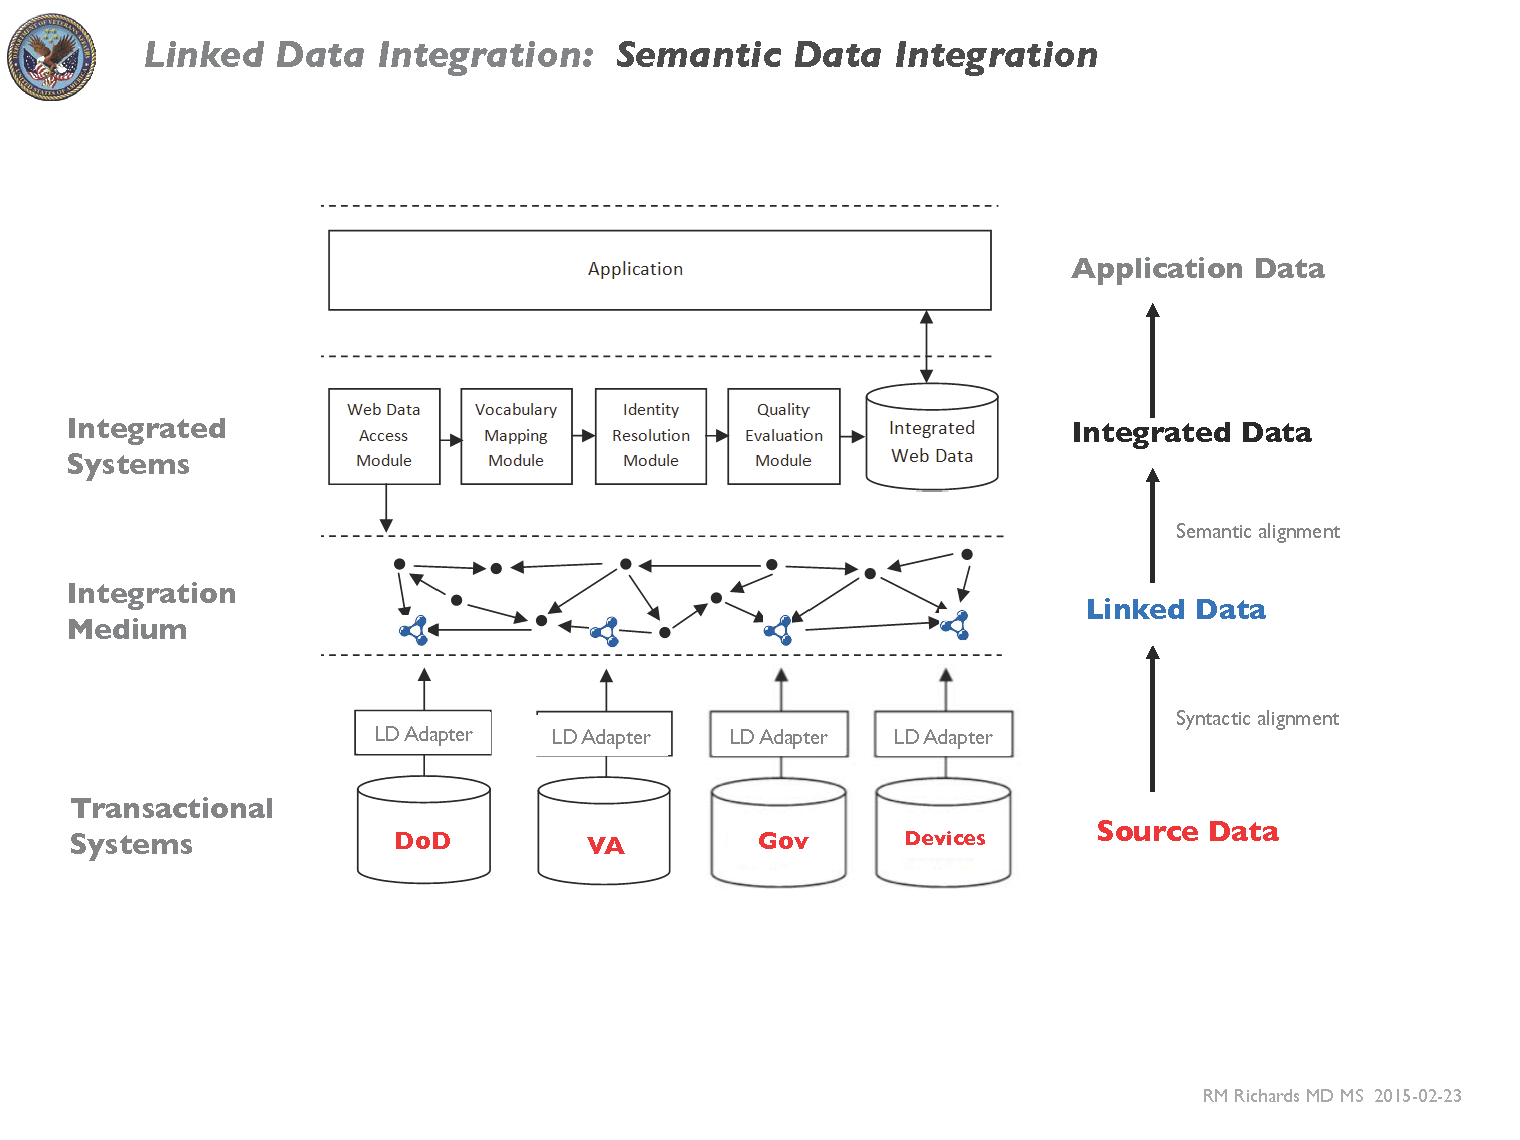 Linked Data Integration: Semantic Data Integration
Application
Application Data
Integrated
Systems
Web Data
Access
Module
Vocabulary
Mapping
Module
Identity
Resolution
Module
Quality
Evaluation
Module
Integrated
Web Data
Integrated Data
Semantic alignment
Integration
Medium
Linked Data
Syntactic alignment
LD Adapter
LD Adapter
LD Adapter
LD Adapter
Transactional
Systems
DoD
VA
Gov
Devices
Source Data
RM Richards MD MS 2015-02-23